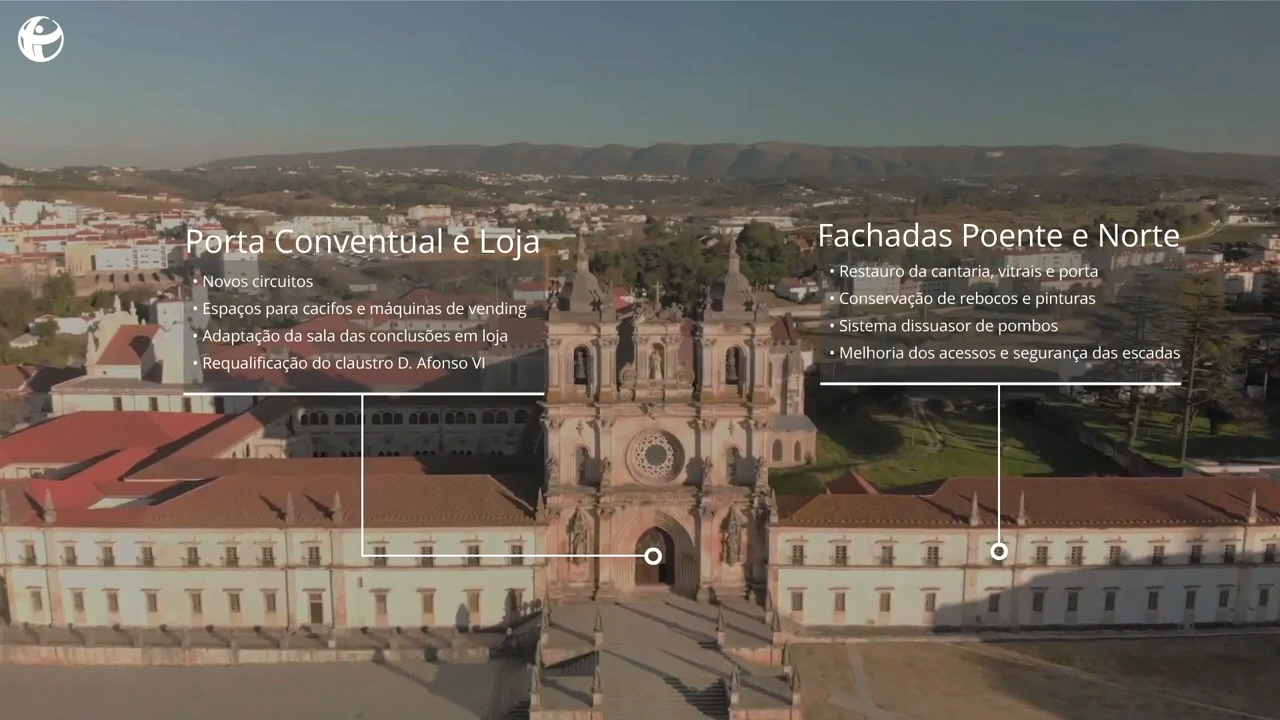 Porta Conventual e Loja
• Novos circuitos
• Espaços para cacifos e máquinas de vending
• Adaptação da sala das conclusões em loja
• Requalificação do claustro D. Afonso VI
Fachadas Poente e Norte
• Restauro da cantaria, vitrais e porta
• Conservação de rebocos e pinturas
• Sistema dissuasor de pombos
• Melhoria dos acessos e segurança das escadas